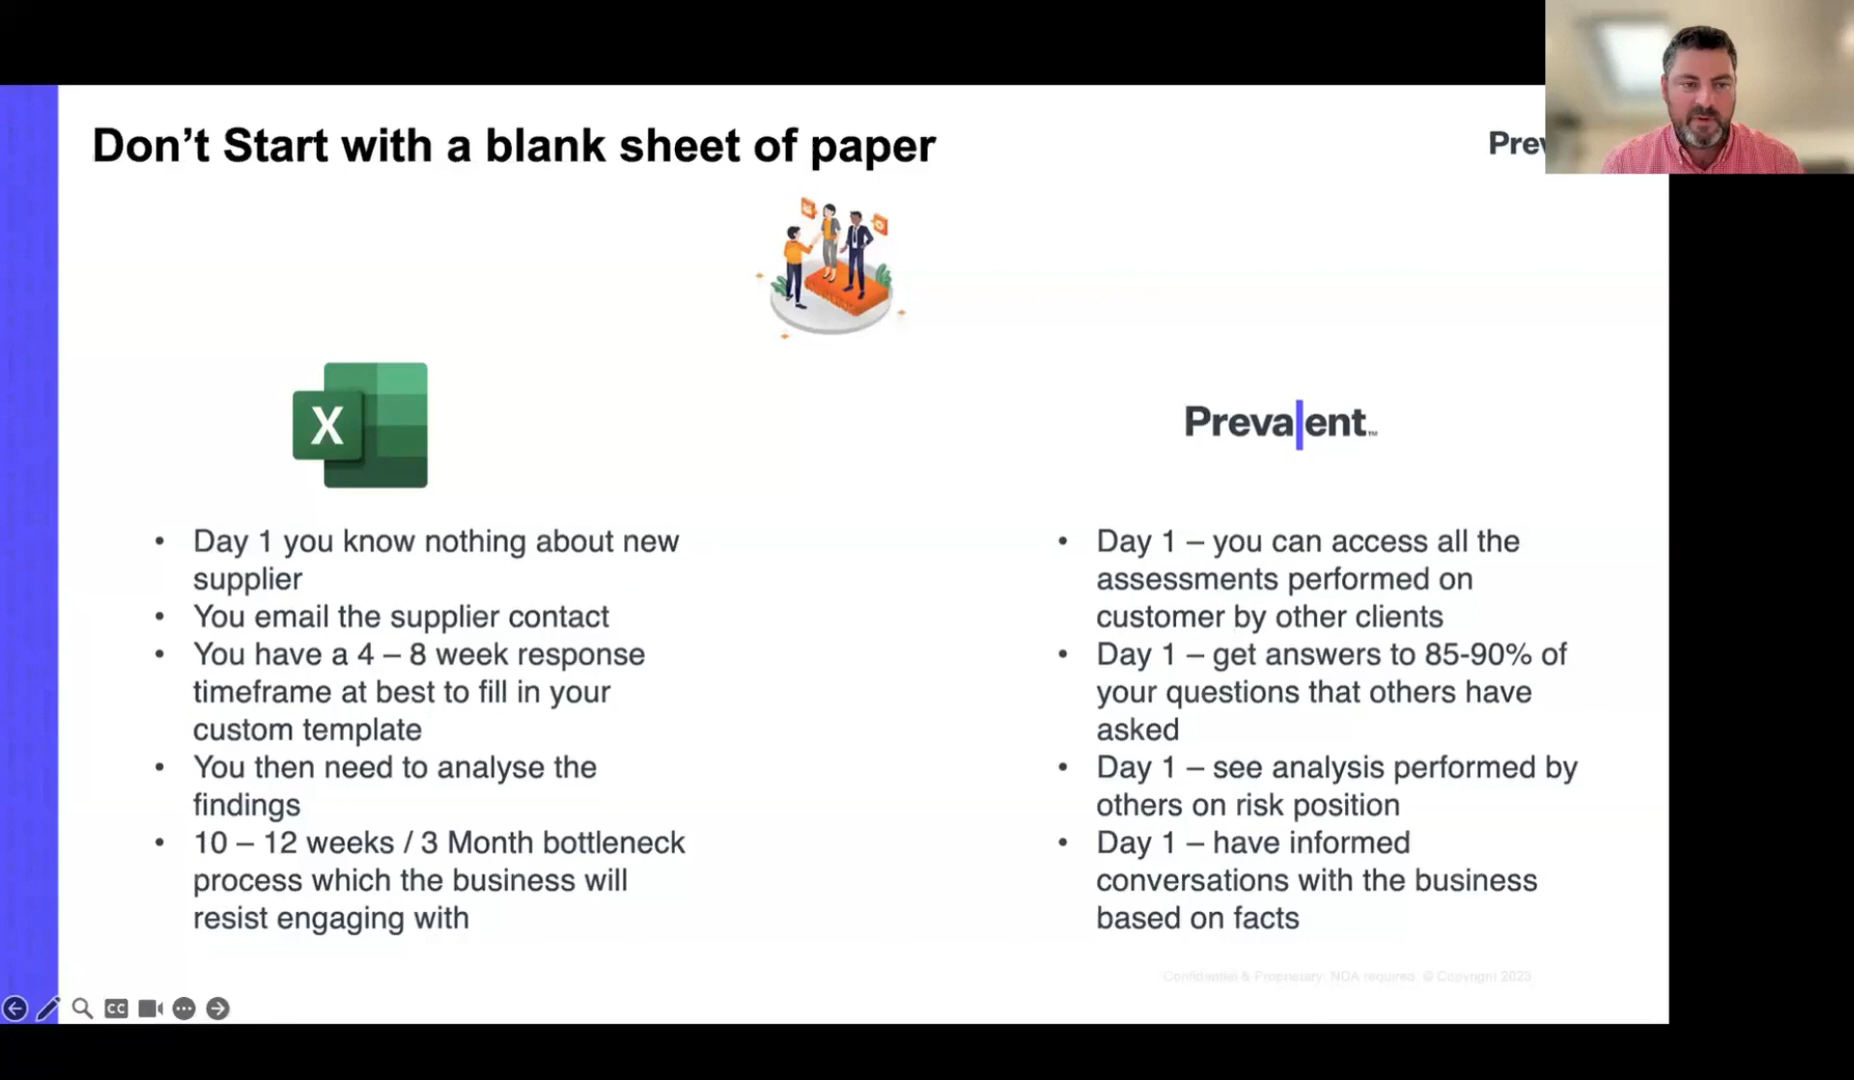 Don’t Start with a blank sheet of paper
Prev
X
Prevalent™
• Day 1 you know nothing about new
supplier
• You email the supplier contact
• You have a 4 – 8 week response
timeframe at best to fill in your
custom template
• You then need to analyse the
findings
• 10 – 12 weeks / 3 Month bottleneck
process which the business will
resist engaging with
• Day 1 – you can access all the
assessments performed on
customer by other clients
• Day 1 – get answers to 85-90% of
your questions that others have
asked
• Day 1 – see analysis performed by
others on risk position
• Day 1 – have informed
conversations with the business
based on facts
Confidential & Proprietary. NDA required. © Copyright 2023
CC